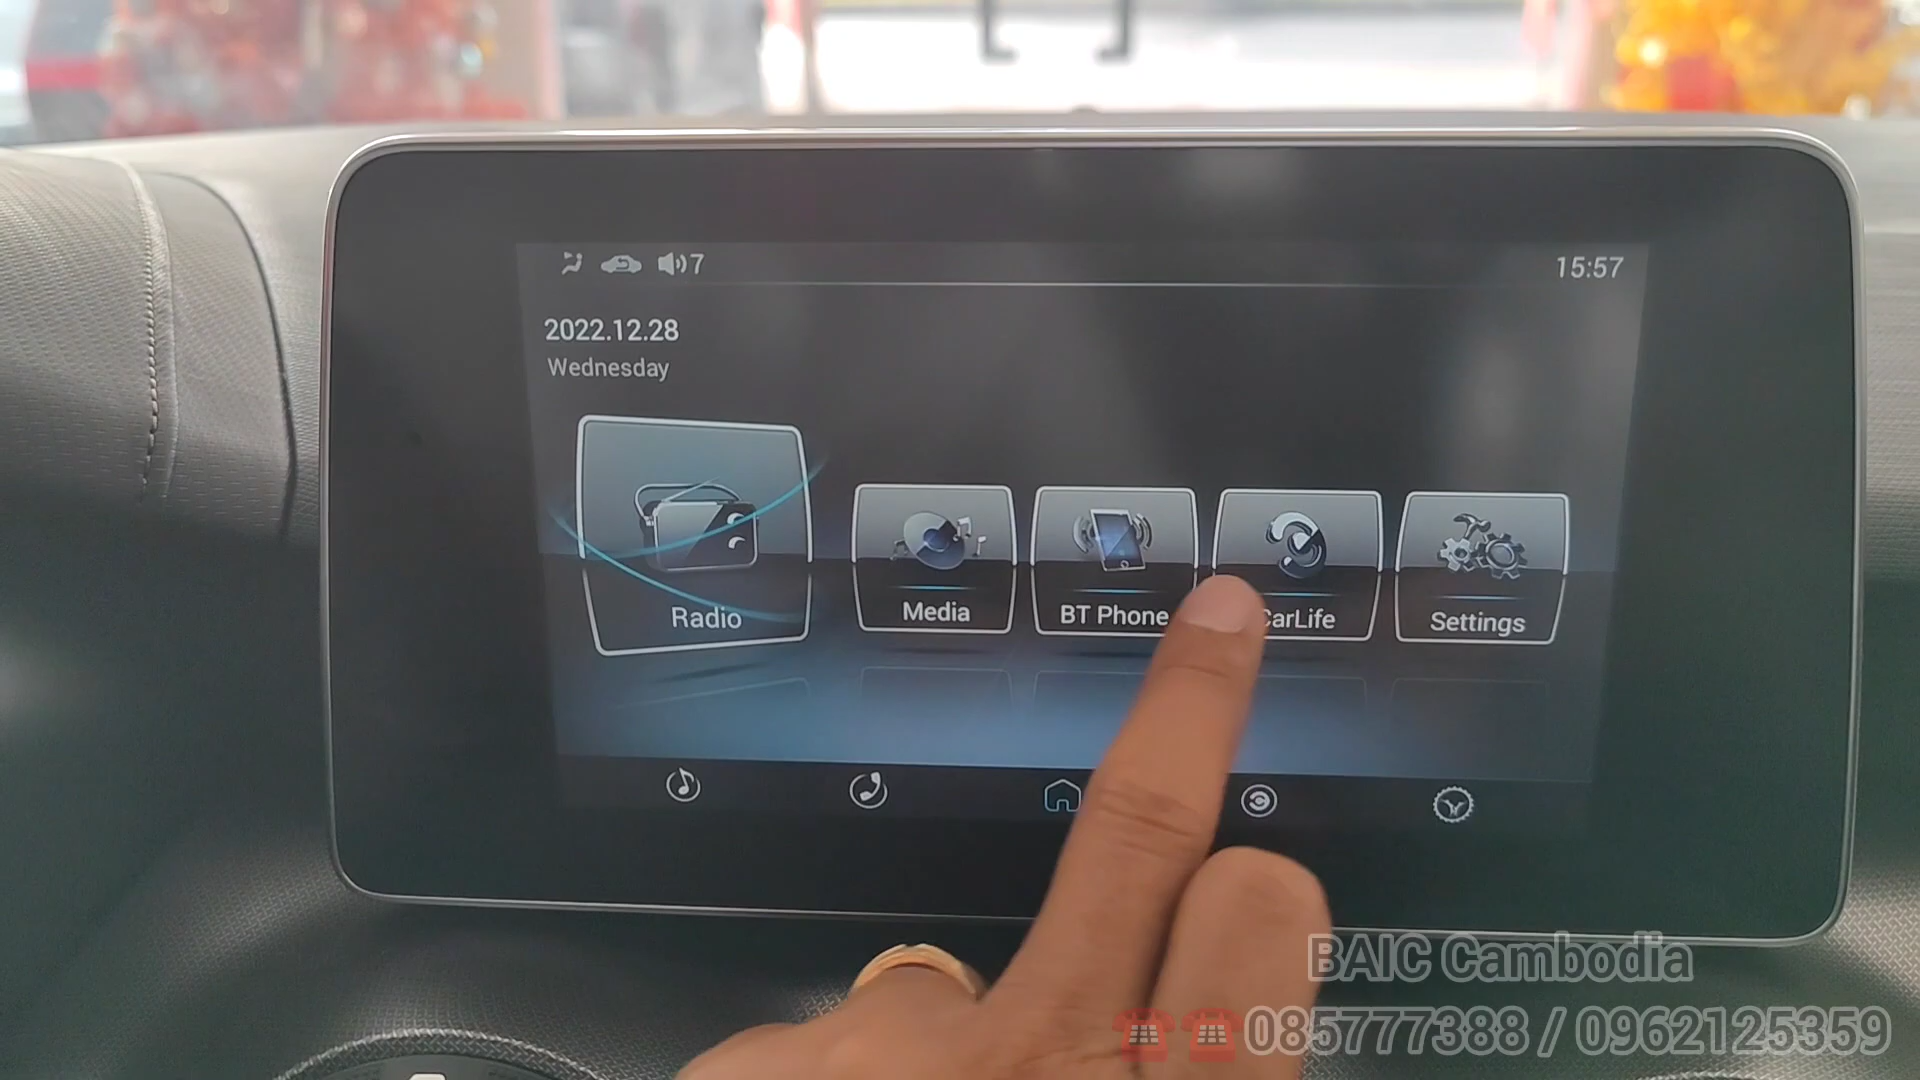 7
15:57
2022.12.28
Wednesday
Radio
Media
BT Phone
CarLife
Settings
BAIC Cambodia
☎️☎️085777388 / 0962125359